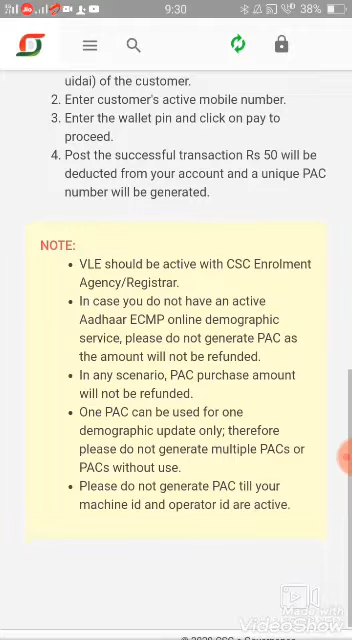 9:30
38%
uidai) of the customer.
2. Enter customer's active mobile number.
3. Enter the wallet pin and click on pay to
proceed.
4. Post the successful transaction Rs 50 will be
deducted from your account and a unique PAC
number will be generated.
NOTE:
• VLE should be active with CSC Enrolment
Agency/Registrar.
• In case you do not have an active
Aadhaar ECMP online demographic
service, please do not generate PAC as
the amount will not be refunded.
• In any scenario, PAC purchase amount
will not be refunded.
• One PAC can be used for one
demographic update only; therefore
please do not generate multiple PACs or
PACs without use.
• Please do not generate PAC till your
machine id and operator id are active.
Made with
VideoShow